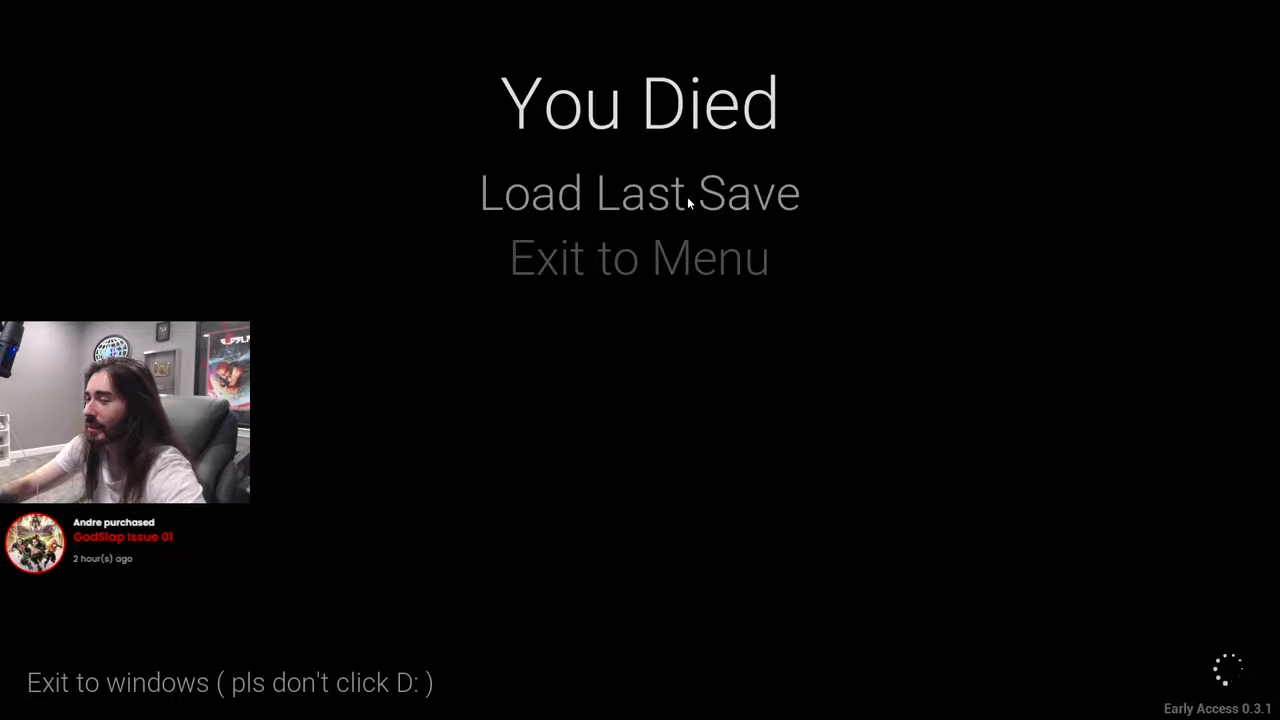 You Died
Load Last Save
Exit to Menu
Andre purchased
GodSlap Issue 01
2 hour(s) ago
Exit to windows ( pls don't click D: )
Early Access 0.3.1